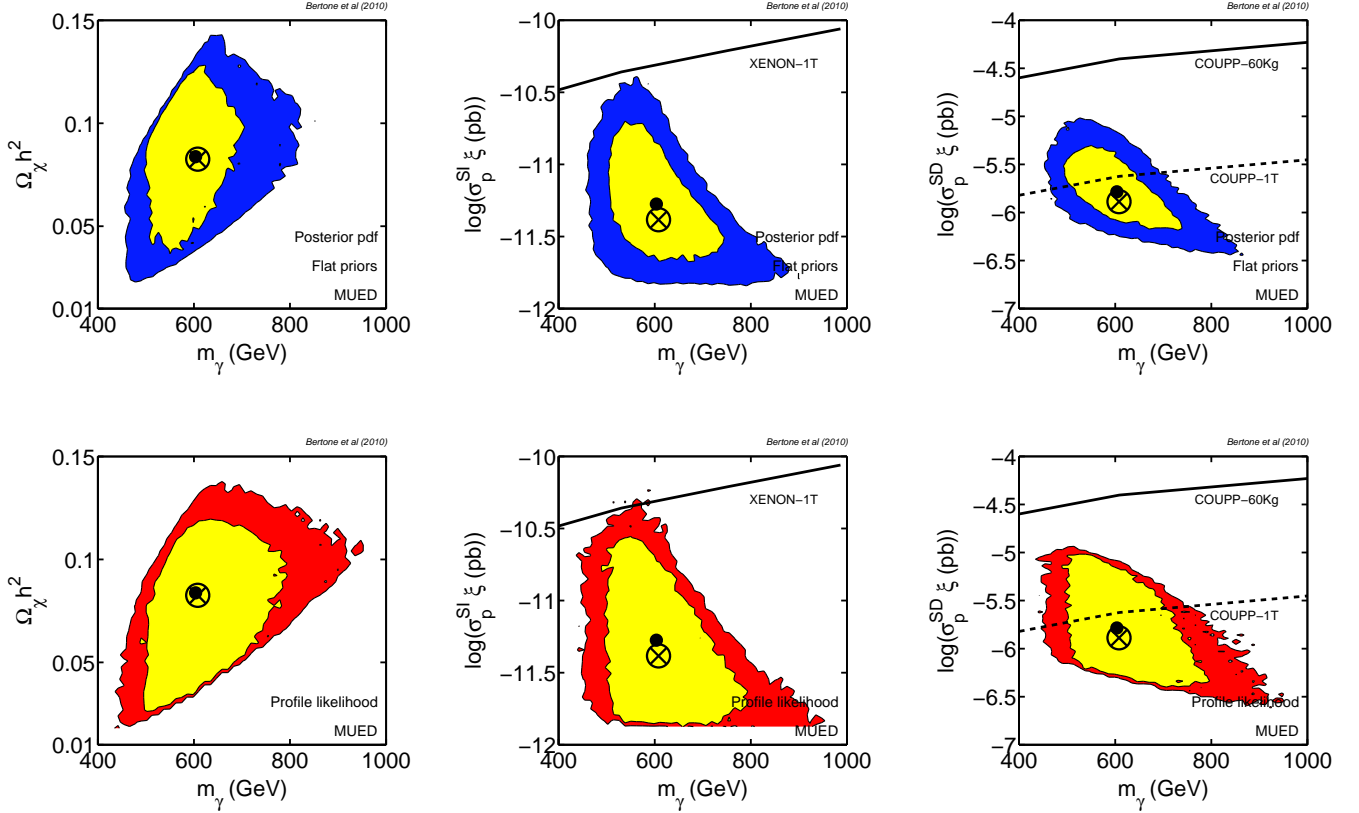 Bertone et al (2010)
0.15
0.1
0.05
0.01
Ω_χ h²
Posterior pdf
Flat priors
MUED
400 600 800 1000
m_γ (GeV)
Bertone et al (2010)
−10
−10.5
−11
−11.5
−12
log(σ_p^SI ξ (pb))
XENON−1T
Posterior pdf
Flat priors
MUED
400 600 800 1000
m_γ (GeV)
Bertone et al (2010)
−4
−4.5
−5
−5.5
−6
−6.5
−7
log(σ_p^SD ξ (pb))
COUPP−60Kg
COUPP−1T
Posterior pdf
Flat priors
MUED
400 600 800 1000
m_γ (GeV)
Bertone et al (2010)
0.15
0.1
0.05
0.01
Ω_χ h²
Profile likelihood
MUED
400 600 800 1000
m_γ (GeV)
Bertone et al (2010)
−10
−10.5
−11
−11.5
−12
log(σ_p^SI ξ (pb))
XENON−1T
Profile likelihood
MUED
400 600 800 1000
m_γ (GeV)
Bertone et al (2010)
−4
−4.5
−5
−5.5
−6
−6.5
−7
log(σ_p^SD ξ (pb))
COUPP−60Kg
COUPP−1T
Profile likelihood
MUED
400 600 800 1000
m_γ (GeV)